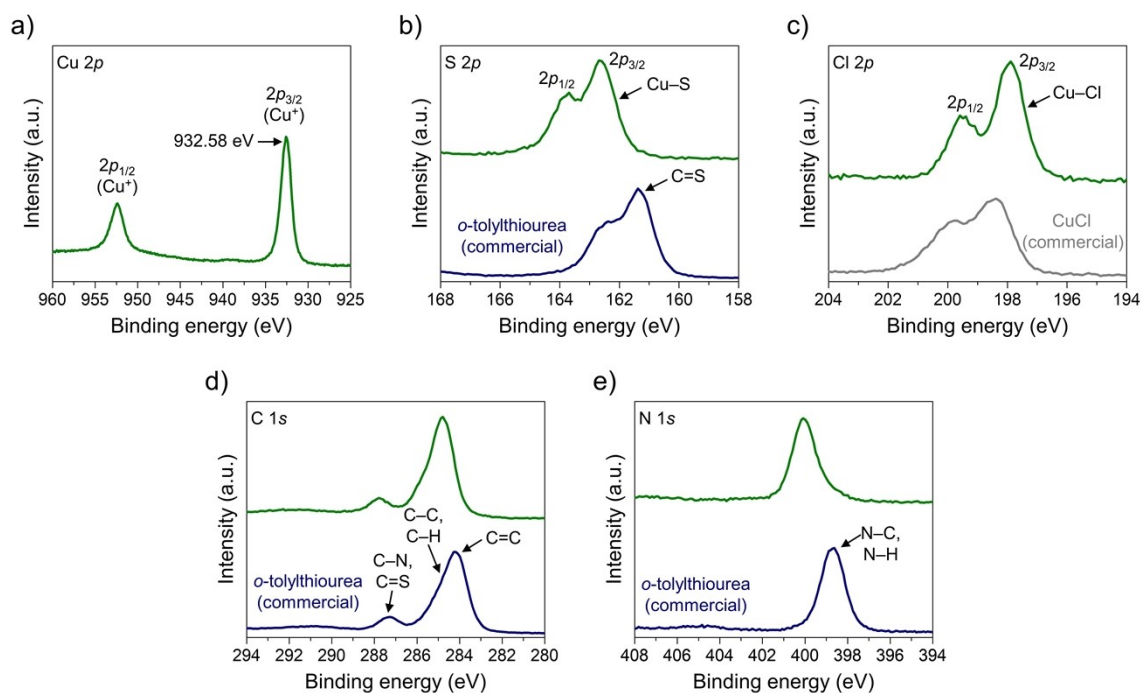 a)
Cu 2p
Intensity (a.u.)
2p1/2
(Cu+)
2p3/2
(Cu+)
932.58 eV
960 955 950 945 940 935 930 925
Binding energy (eV)
b)
S 2p
Intensity (a.u.)
2p1/2
2p3/2
Cu–S
C=S
o-tolylthiourea
(commercial)
168 166 164 162 160 158
Binding energy (eV)
c)
Cl 2p
Intensity (a.u.)
2p1/2
2p3/2
Cu–Cl
CuCl
(commercial)
204 202 200 198 196 194
Binding energy (eV)
d)
C 1s
Intensity (a.u.)
C–C,
C–H
C=C
C–N,
C=S
o-tolylthiourea
(commercial)
294 292 290 288 286 284 282 280
Binding energy (eV)
e)
N 1s
Intensity (a.u.)
N–C,
N–H
o-tolylthiourea
(commercial)
408 406 404 402 400 398 396 394
Binding energy (eV)